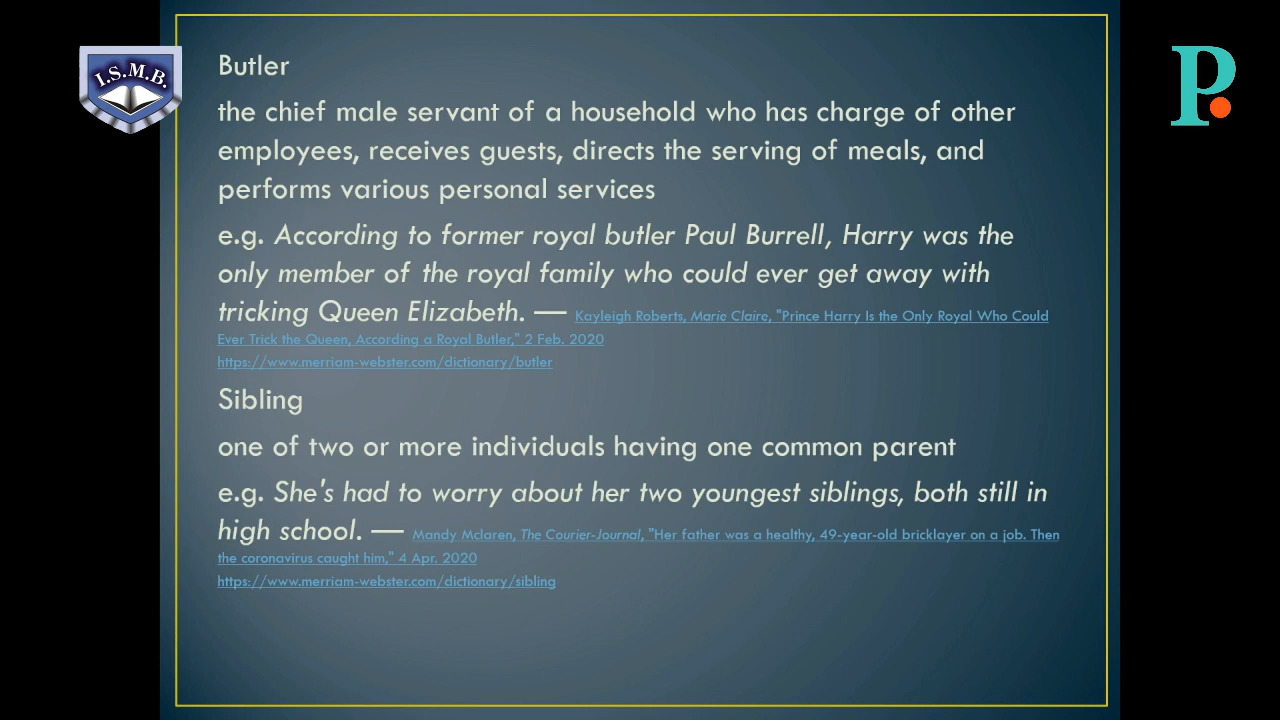 I.S.M.B.
P.
Butler
the chief male servant of a household who has charge of other
employees, receives guests, directs the serving of meals, and
performs various personal services
e.g. According to former royal butler Paul Burrell, Harry was the
only member of the royal family who could ever get away with
tricking Queen Elizabeth. — Kayleigh Roberts, Marie Claire, "Prince Harry Is the Only Royal Who Could
Ever Trick the Queen, According a Royal Butler," 2 Feb. 2020
https://www.merriam-webster.com/dictionary/butler
Sibling
one of two or more individuals having one common parent
e.g. She's had to worry about her two youngest siblings, both still in
high school. — Mandy Mclaren, The Courier-Journal, "Her father was a healthy, 49-year-old bricklayer on a job. Then
the coronavirus caught him," 4 Apr. 2020
https://www.merriam-webster.com/dictionary/sibling